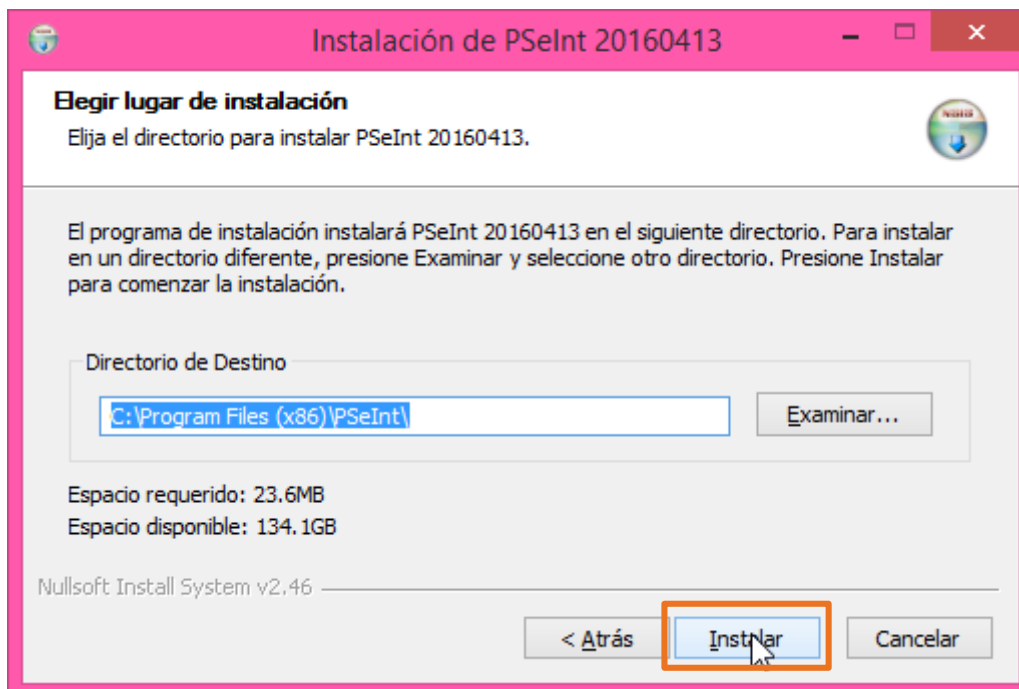 Instalación de PSeInt 20160413
Elegir lugar de instalación
Elija el directorio para instalar PSeInt 20160413.
El programa de instalación instalará PSeInt 20160413 en el siguiente directorio. Para instalar
en un directorio diferente, presione Examinar y seleccione otro directorio. Presione Instalar
para comenzar la instalación.
Directorio de Destino
C:\Program Files (x86)\PSeInt\
Examinar...
Espacio requerido: 23.6MB
Espacio disponible: 134.1GB
Nullsoft Install System v2.46
< Atrás
Instalar
Cancelar